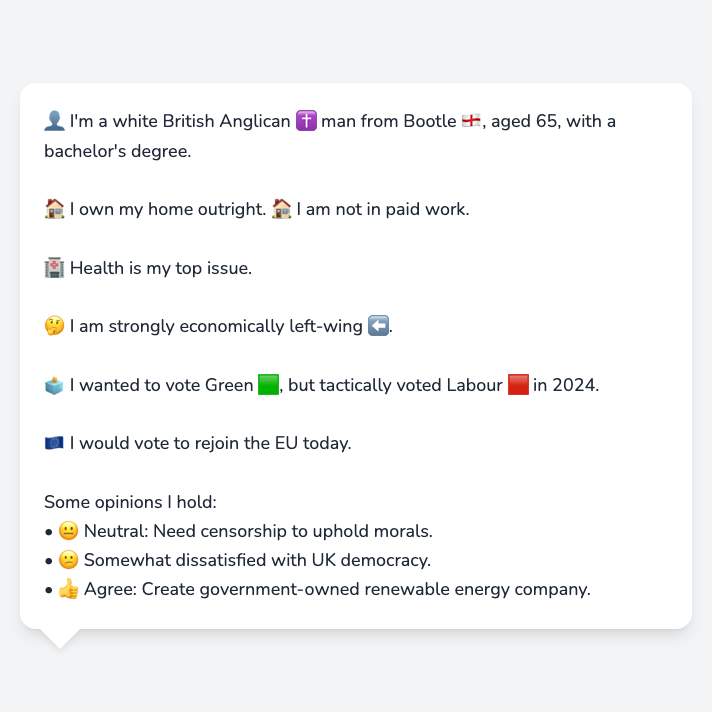 👤 I'm a white British Anglican ✝️ man from Bootle 🏴󠁧󠁢󠁥󠁮󠁧󠁿, aged 65, with a
bachelor's degree.
🏠 I own my home outright. 🏠 I am not in paid work.
🏥 Health is my top issue.
🤔 I am strongly economically left-wing ⬅️.
🗳️ I wanted to vote Green 🟩, but tactically voted Labour 🟥 in 2024.
🇪🇺 I would vote to rejoin the EU today.
Some opinions I hold:
• 😐 Neutral: Need censorship to uphold morals.
• 🙁 Somewhat dissatisfied with UK democracy.
• 👍 Agree: Create government-owned renewable energy company.